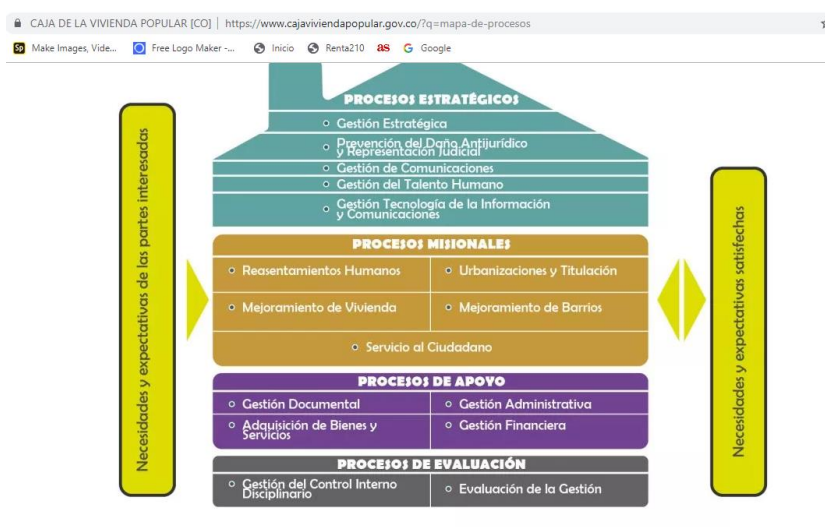 CAJA DE LA VIVIENDA POPULAR [CO] | https://www.cajaviviendapopular.gov.co/?q=mapa-de-procesos
Sp Make Images, Vide... Free Logo Maker -... Inicio Renta210 as G Google
Necesidades y expectativas de las partes interesadas
PROCESOS ESTRATÉGICOS
Gestión Estratégica
Prevención del Daño Antijurídico
y Representación Judicial
Gestión de Comunicaciones
Gestión del Talento Humano
Gestión Tecnología de la Información
y Comunicaciones
PROCESOS MISIONALES
Reasentamientos Humanos
Urbanizaciones y Titulación
Mejoramiento de Vivienda
Mejoramiento de Barrios
Servicio al Ciudadano
PROCESOS DE APOYO
Gestión Documental
Gestión Administrativa
Adquisición de Bienes y
Servicios
Gestión Financiera
PROCESOS DE EVALUACIÓN
Gestión del Control Interno
Disciplinario
Evaluación de la Gestión
Necesidades y expectativas satisfechas